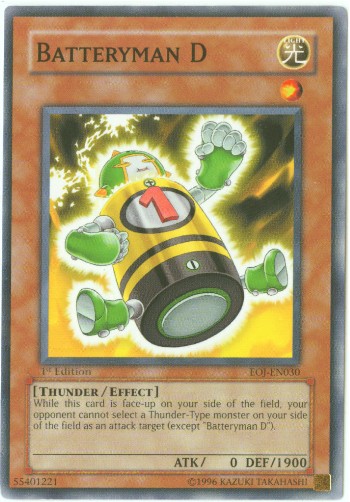 BATTERYMAN D
LIGHT
光
1
1st Edition
EOJ-EN030
[THUNDER/EFFECT]
While this card is face-up on your side of the field, your
opponent cannot select a Thunder-Type monster on your side
of the field as an attack target (except "Batteryman D").
ATK/ 0 DEF/1900
55401221
©1996 KAZUKI TAKAHASHI